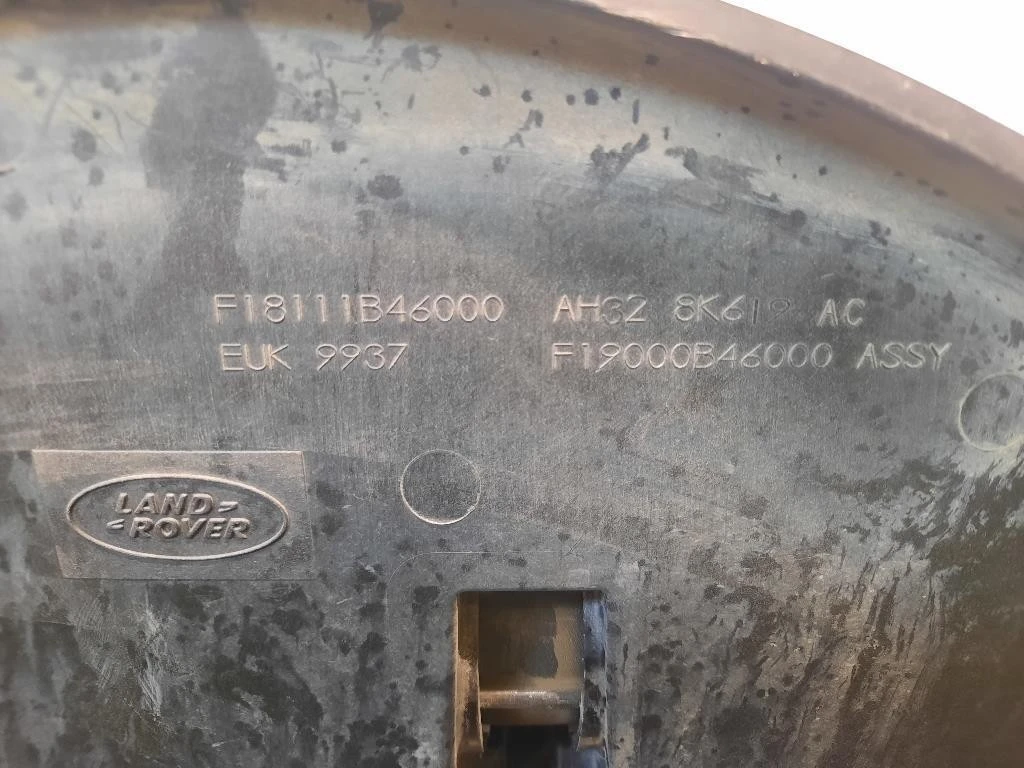 F18111B46000 AH32 8K619 AC
EUK 9937 F19000B46000 ASSY
LAND
ROVER